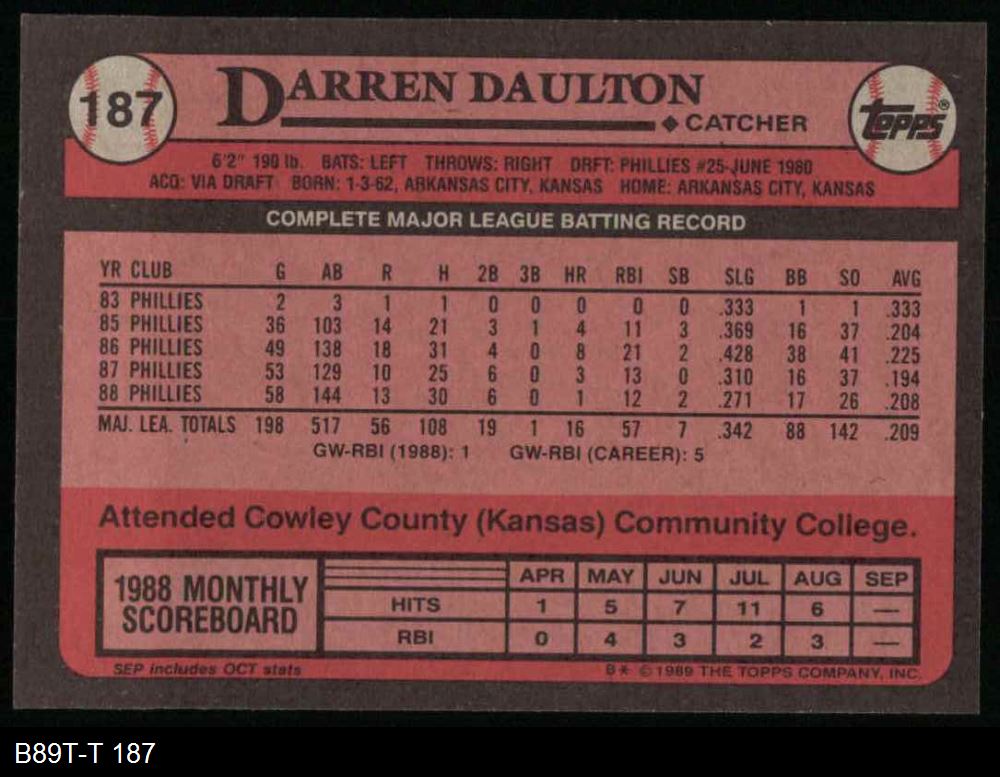 187 DARREN DAULTON Topps®
◆ CATCHER
6'2" 190 lb. BATS: LEFT THROWS: RIGHT DRFT: PHILLIES #25-JUNE 1980
ACQ: VIA DRAFT BORN: 1-3-62, ARKANSAS CITY, KANSAS HOME: ARKANSAS CITY, KANSAS
COMPLETE MAJOR LEAGUE BATTING RECORD
YR CLUB G AB R H 2B 3B HR RBI SB SLG BB SO AVG
83 PHILLIES 2 3 1 1 0 0 0 0 0 .333 1 1 .333
85 PHILLIES 36 103 14 21 3 1 4 11 3 .369 16 37 .204
86 PHILLIES 49 138 18 31 4 0 8 21 2 .428 38 41 .225
87 PHILLIES 53 129 10 25 6 0 3 13 0 .310 16 37 .194
88 PHILLIES 58 144 13 30 6 0 1 12 2 .271 17 26 .208
MAJ. LEA. TOTALS 198 517 56 108 19 1 16 57 7 .342 88 142 .209
GW-RBI (1988): 1 GW-RBI (CAREER): 5
Attended Cowley County (Kansas) Community College.
1988 MONTHLY SCOREBOARD
APR MAY JUN JUL AUG SEP
HITS 1 5 7 11 6 —
RBI 0 4 3 2 3 —
SEP includes OCT stats B* © 1989 THE TOPPS COMPANY, INC.
B89T-T 187